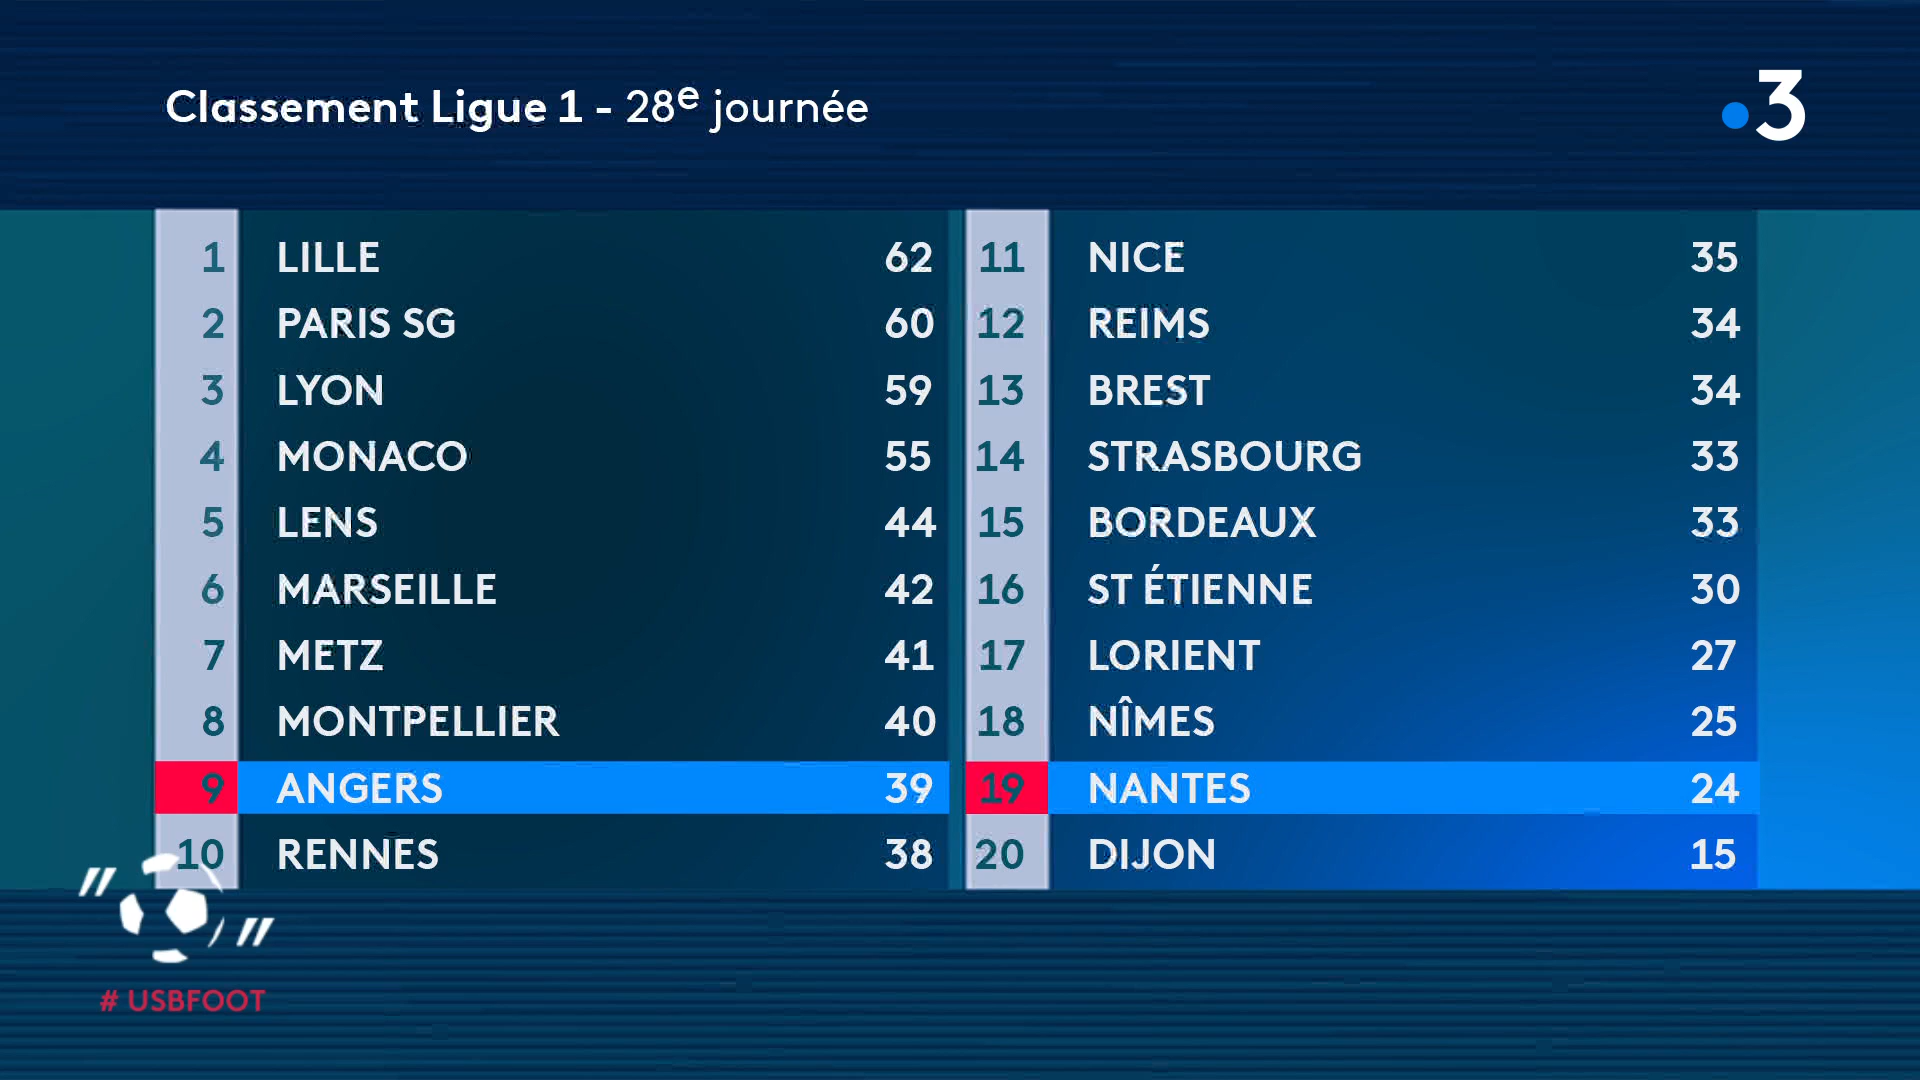 Classement Ligue 1 - 28e journée
3
1 LILLE 62
2 PARIS SG 60
3 LYON 59
4 MONACO 55
5 LENS 44
6 MARSEILLE 42
7 METZ 41
8 MONTPELLIER 40
9 ANGERS 39
10 RENNES 38
11 NICE 35
12 REIMS 34
13 BREST 34
14 STRASBOURG 33
15 BORDEAUX 33
16 ST ÉTIENNE 30
17 LORIENT 27
18 NÎMES 25
19 NANTES 24
20 DIJON 15
# USBFOOT